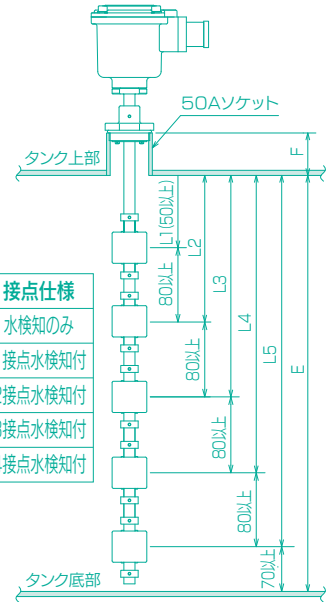 50Aソケット
タンク上部
F
L1(50以上)
L2
L3
L4
L5
E
80以上
80以上
80以上
80以上
70以上
接点仕様
水検知のみ
接点水検知付
接点水検知付
接点水検知付
接点水検知付
タンク底部